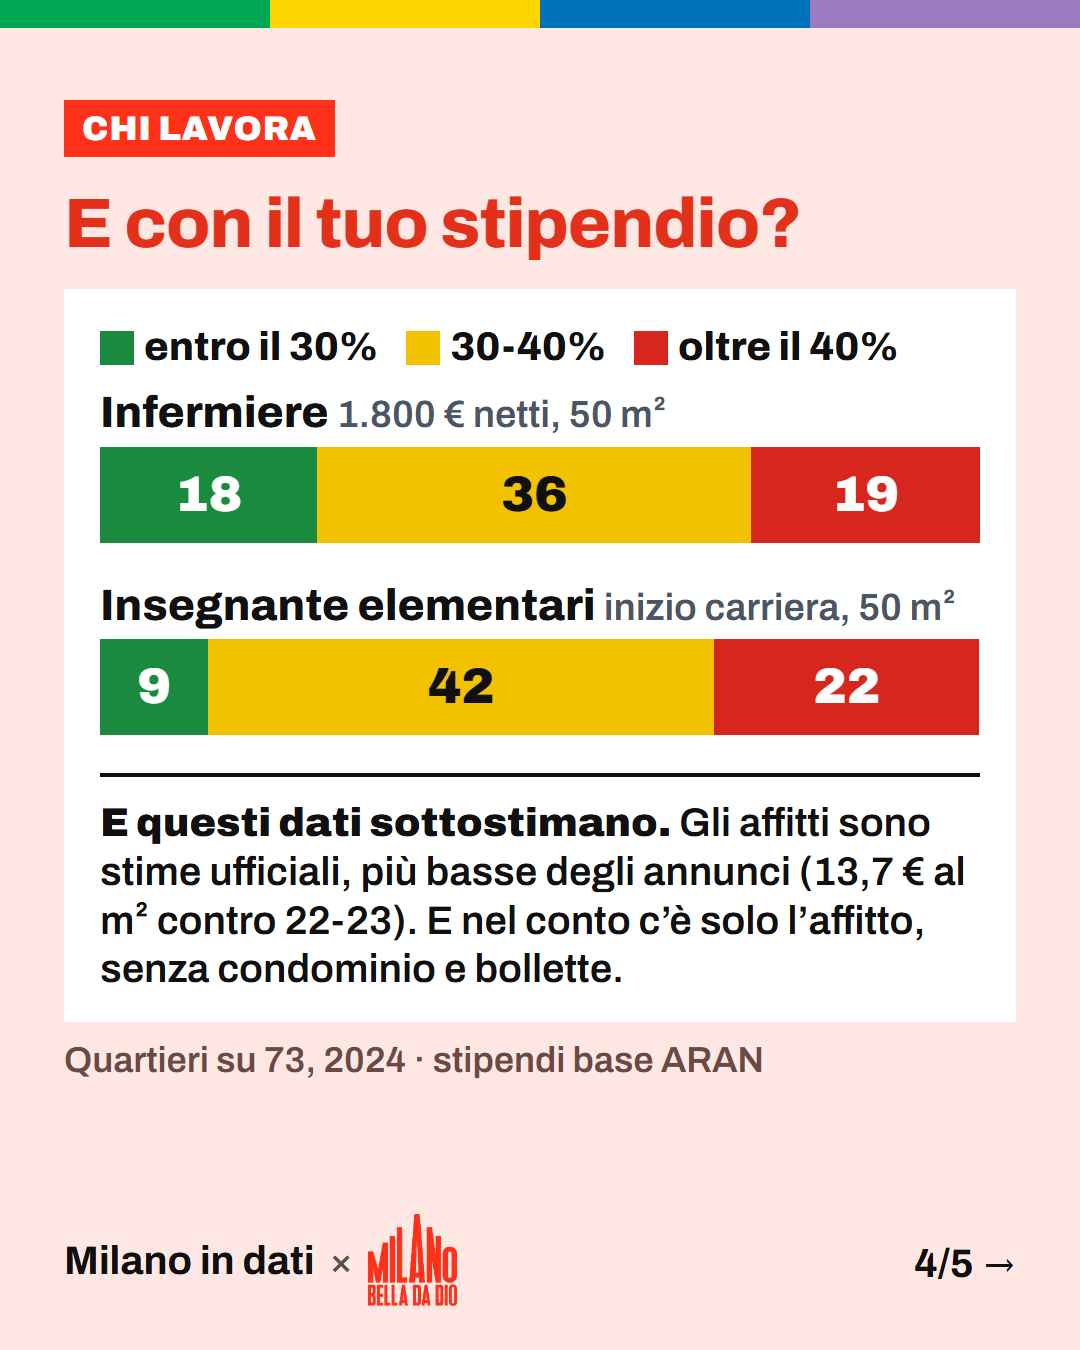 CHI LAVORA
E con il tuo stipendio?
entro il 30% 30-40% oltre il 40%
Infermiere 1.800 € netti, 50 m²
18 36 19
Insegnante elementari inizio carriera, 50 m²
9 42 22
E questi dati sottostimano. Gli affitti sono
stime ufficiali, più basse degli annunci (13,7 € al
m² contro 22-23). E nel conto c’è solo l’affitto,
senza condominio e bollette.
Quartieri su 73, 2024 · stipendi base ARAN
Milano in dati × MILANO
BELLA DA DIO
4/5 →